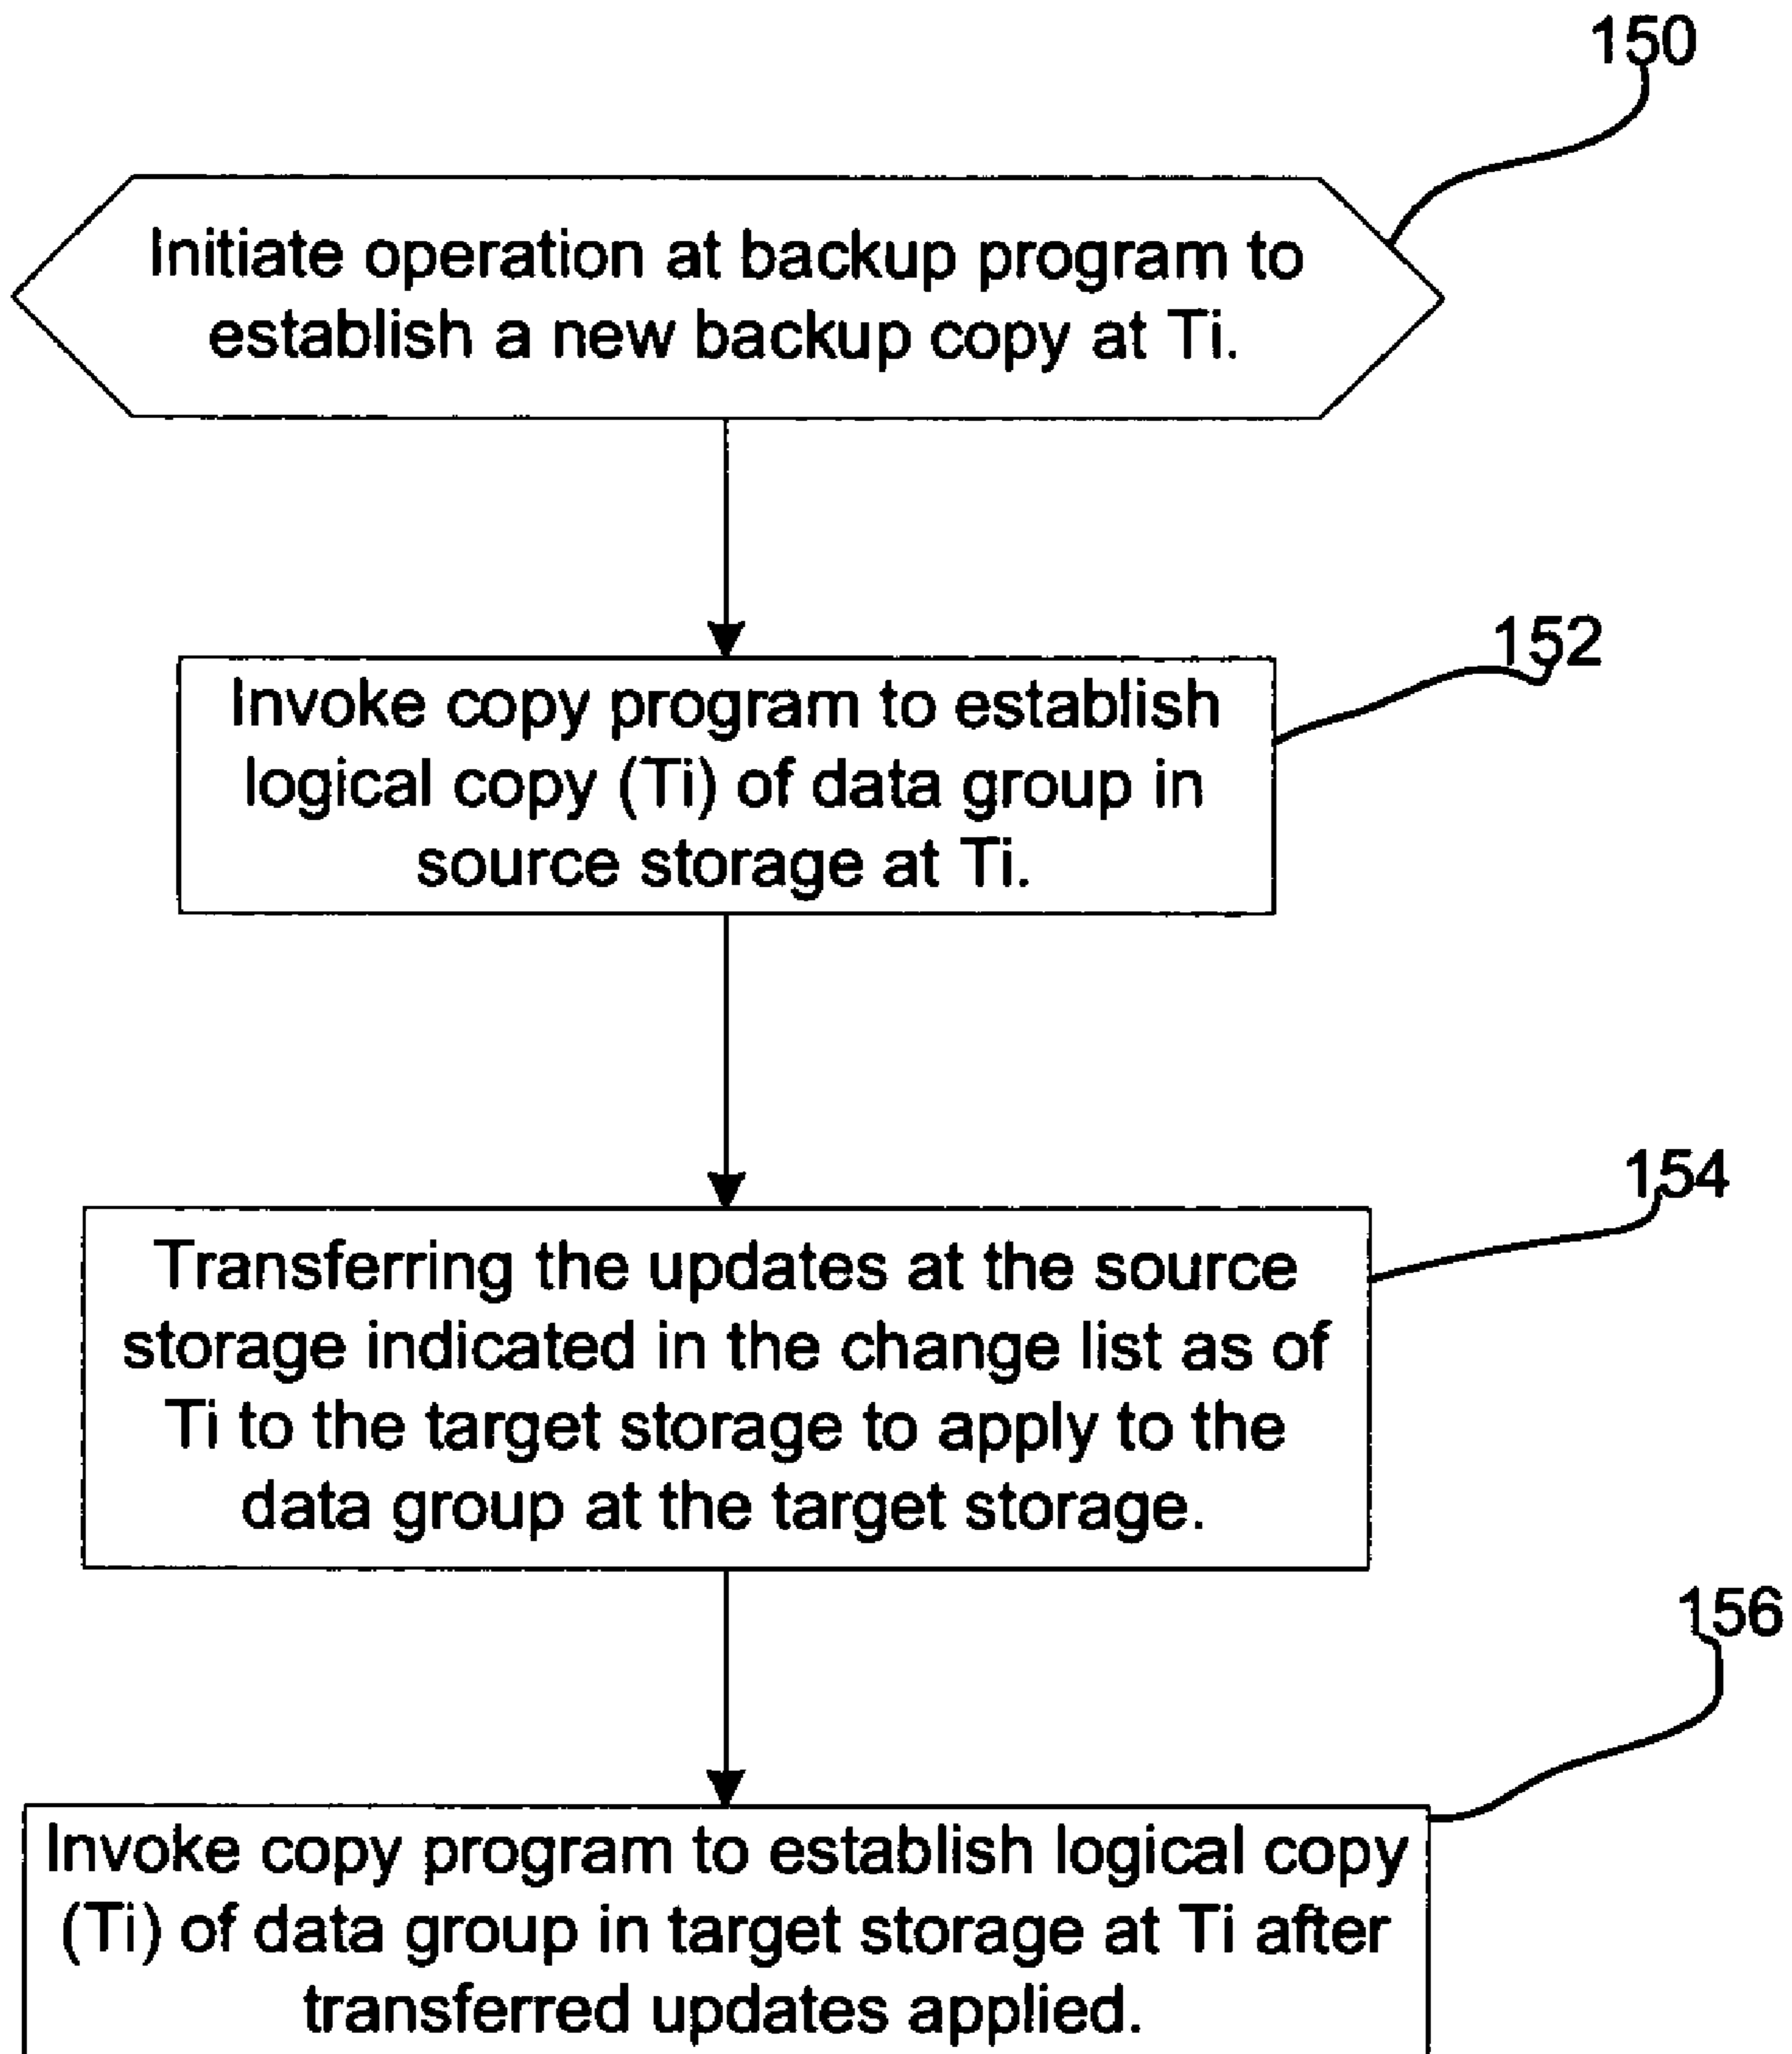 150
Initiate operation at backup program to
establish a new backup copy at Ti.
152
Invoke copy program to establish
logical copy (Ti) of data group in
source storage at Ti.
154
Transferring the updates at the source
storage indicated in the change list as of
Ti to the target storage to apply to the
data group at the target storage.
156
Invoke copy program to establish logical copy
(Ti) of data group in target storage at Ti after
transferred updates applied.